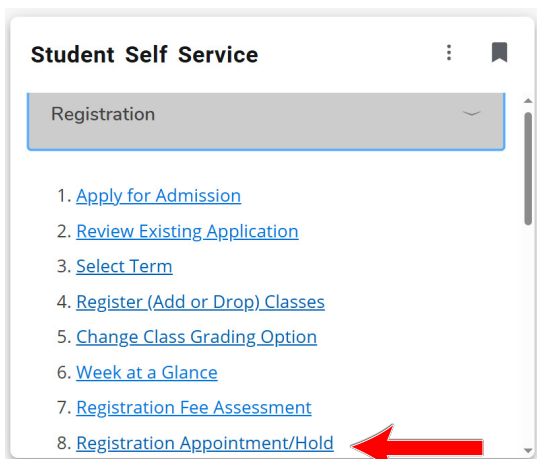 Student Self Service
Registration
1. Apply for Admission
2. Review Existing Application
3. Select Term
4. Register (Add or Drop) Classes
5. Change Class Grading Option
6. Week at a Glance
7. Registration Fee Assessment
8. Registration Appointment/Hold